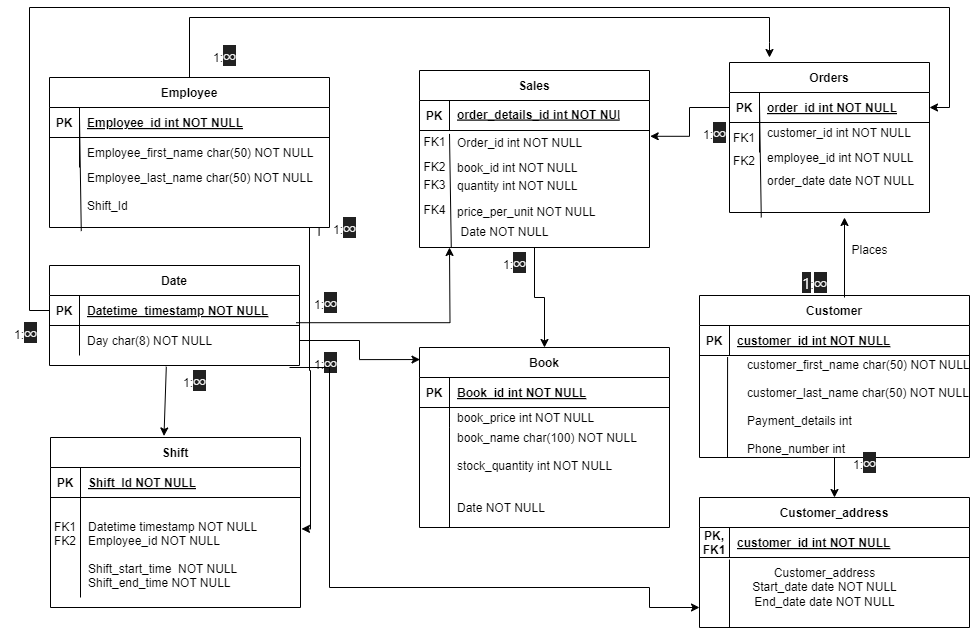 1:∞
Employee
PK Employee_id int NOT NULL
Employee_first_name char(50) NOT NULL
Employee_last_name char(50) NOT NULL
Shift_Id
1:∞
Sales
PK order_details_id int NOT NUl
FK1 Order_id int NOT NULL
FK2 book_id int NOT NULL
FK3 quantity int NOT NULL
FK4 price_per_unit NOT NULL
Date NOT NULL
1:∞
Orders
PK order_id int NOT NULL
FK1 customer_id int NOT NULL
FK2 employee_id int NOT NULL
order_date date NOT NULL
1:∞
Places
1:∞
Date
PK Datetime_timestamp NOT NULL
Day char(8) NOT NULL
1:∞
1:∞
1:∞
1:∞
Customer
PK customer_id int NOT NULL
customer_first_name char(50) NOT NULL
customer_last_name char(50) NOT NULL
Payment_details int
Phone_number int
1:∞
Book
PK Book_id int NOT NULL
book_price int NOT NULL
book_name char(100) NOT NULL
stock_quantity int NOT NULL
Date NOT NULL
Shift
PK Shift_Id NOT NULL
FK1 Datetime timestamp NOT NULL
FK2 Employee_id NOT NULL
Shift_start_time NOT NULL
Shift_end_time NOT NULL
Customer_address
PK,
FK1 customer_id int NOT NULL
Customer_address
Start_date date NOT NULL
End_date date NOT NULL